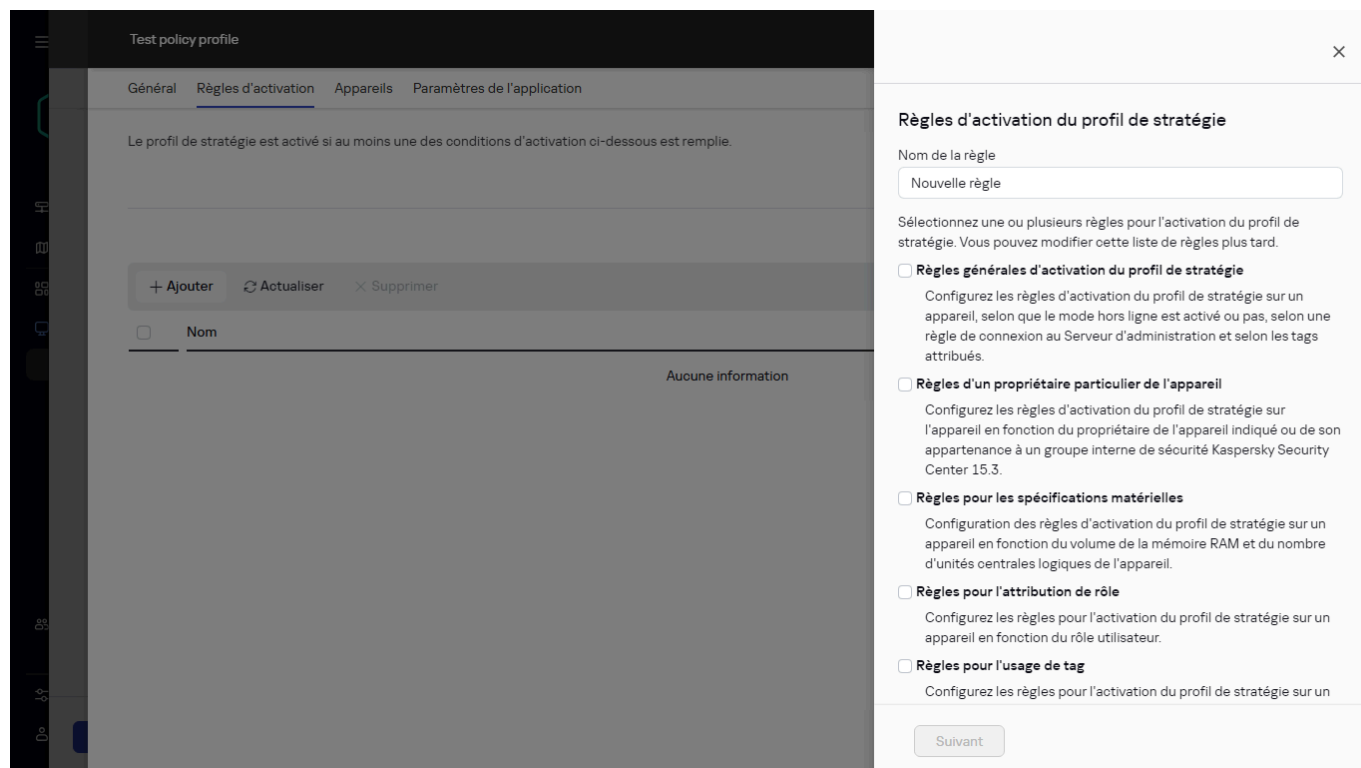 Test policy profile
Général Règles d'activation Appareils Paramètres de l'application
Le profil de stratégie est activé si au moins une des conditions d'activation ci-dessous est remplie.
Ajouter Actualiser Supprimer
Nom
Aucune information
Règles d'activation du profil de stratégie
Nom de la règle
Nouvelle règle
Sélectionnez une ou plusieurs règles pour l'activation du profil de
stratégie. Vous pouvez modifier cette liste de règles plus tard.
Règles générales d'activation du profil de stratégie
Configurez les règles d'activation du profil de stratégie sur un
appareil, selon que le mode hors ligne est activé ou pas, selon une
règle de connexion au Serveur d'administration et selon les tags
attribués.
Règles d'un propriétaire particulier de l'appareil
Configurez les règles d'activation du profil de stratégie sur
l'appareil en fonction du propriétaire de l'appareil indiqué ou de son
appartenance à un groupe interne de sécurité Kaspersky Security
Center 15.3.
Règles pour les spécifications matérielles
Configuration des règles d'activation du profil de stratégie sur un
appareil en fonction du volume de la mémoire RAM et du nombre
d'unités centrales logiques de l'appareil.
Règles pour l'attribution de rôle
Configurez les règles pour l'activation du profil de stratégie sur un
appareil en fonction du rôle utilisateur.
Règles pour l'usage de tag
Configurez les règles pour l'activation du profil de stratégie sur un
Suivant